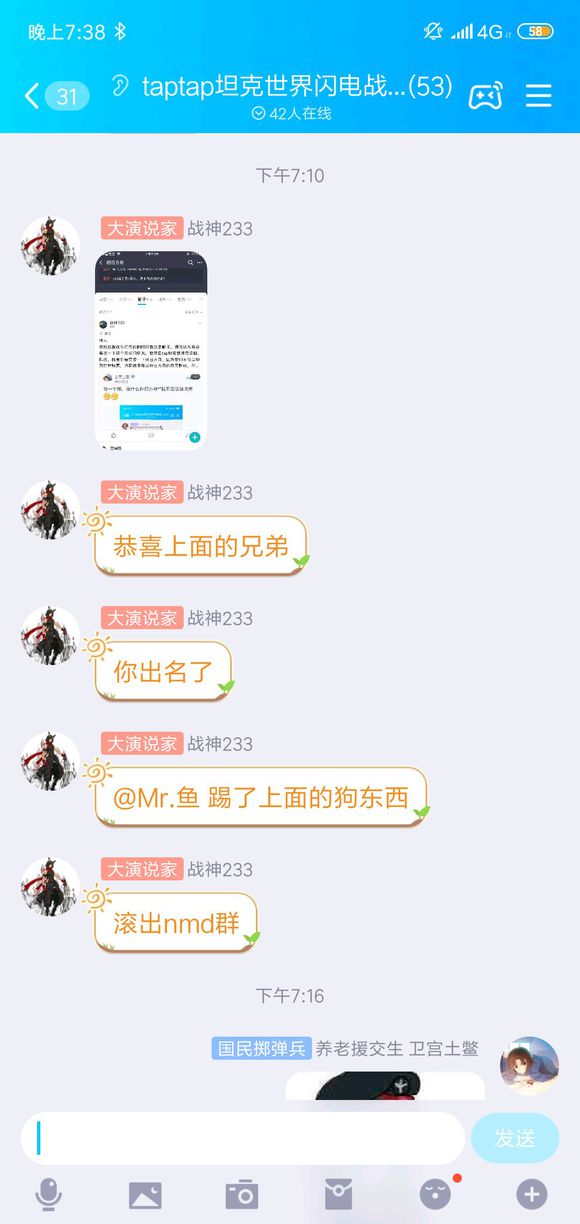 晚上7:38
4G
58
31
taptap坦克世界闪电战...(53)
42人在线
下午7:10
大演说家 战神233
大演说家 战神233
恭喜上面的兄弟
大演说家 战神233
你出名了
大演说家 战神233
@Mr.鱼 踢了上面的狗东西
大演说家 战神233
滚出nmd群
下午7:16
国民掷弹兵 养老援交生 卫宫土鳖
发送